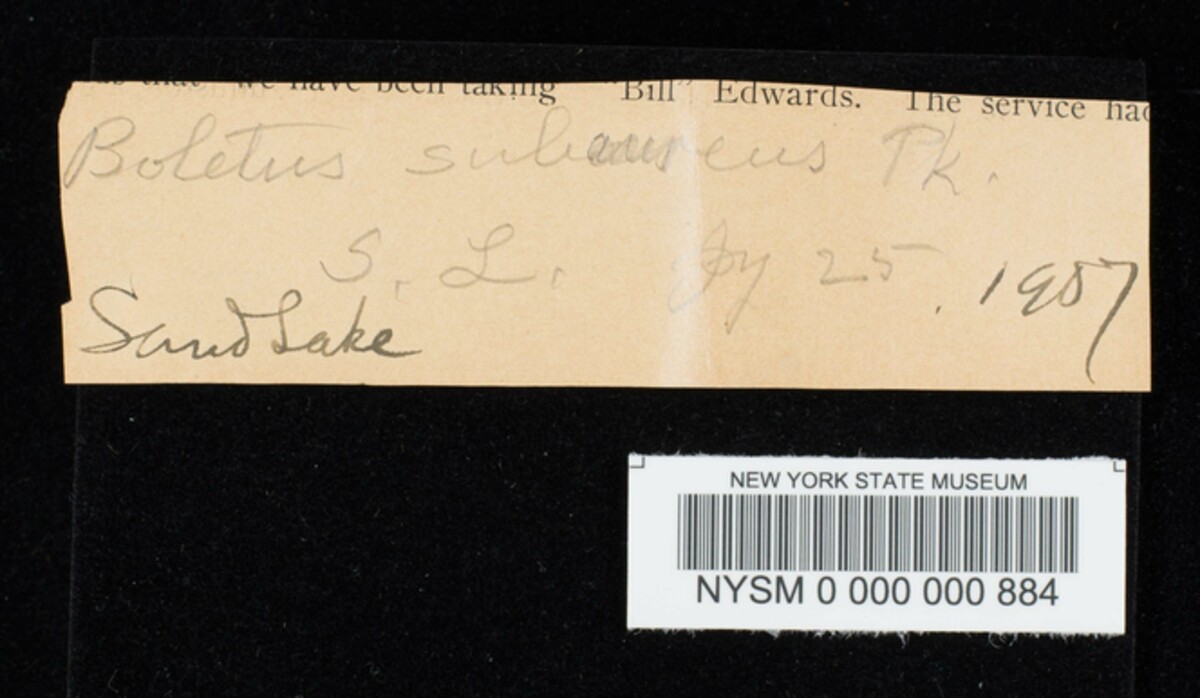 that we have been taking "Bill" Edwards. The service had
Boletus subaureus Pk.
S. L. Jy 25, 1907
Sand Lake
NEW YORK STATE MUSEUM
NYSM 0 000 000 884